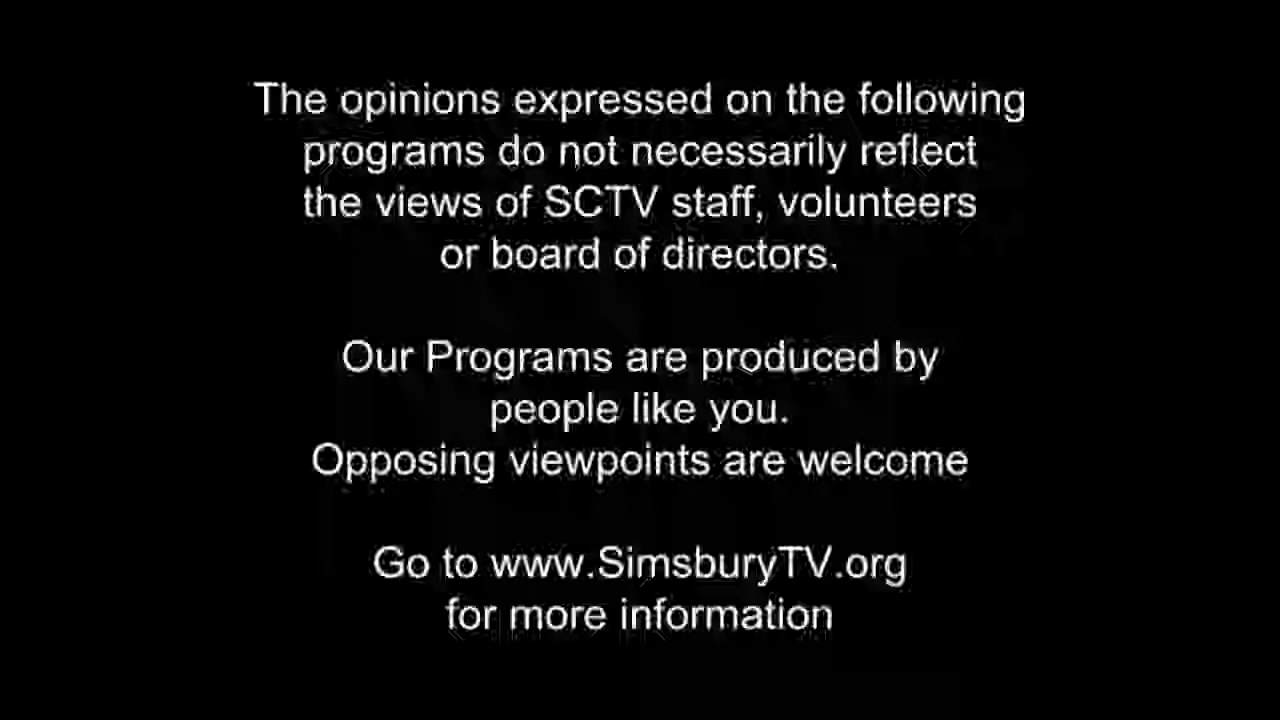 The opinions expressed on the following
programs do not necessarily reflect
the views of SCTV staff, volunteers
or board of directors.
Our Programs are produced by
people like you.
Opposing viewpoints are welcome
Go to www.SimsburyTV.org
for more information